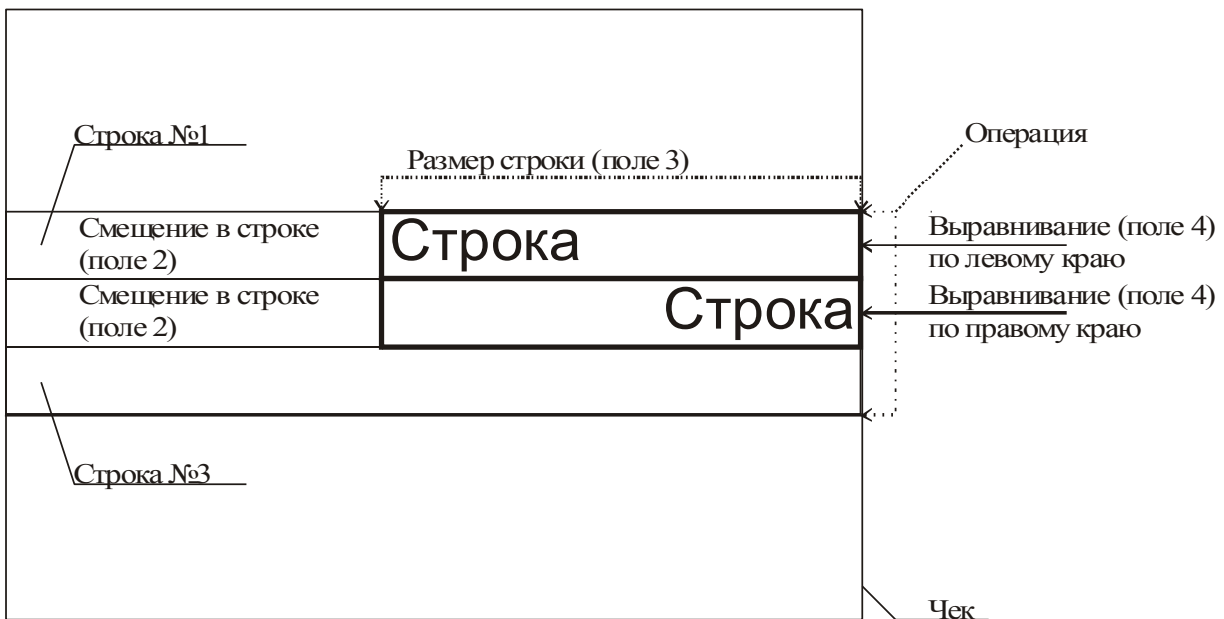 Строка №1
Операция
Размер строки (поле 3)
Смещение в строке
(поле 2)
Строка
Выравнивание (поле 4)
по левому краю
Смещение в строке
(поле 2)
Строка
Выравнивание (поле 4)
по правому краю
Строка №3
Чек